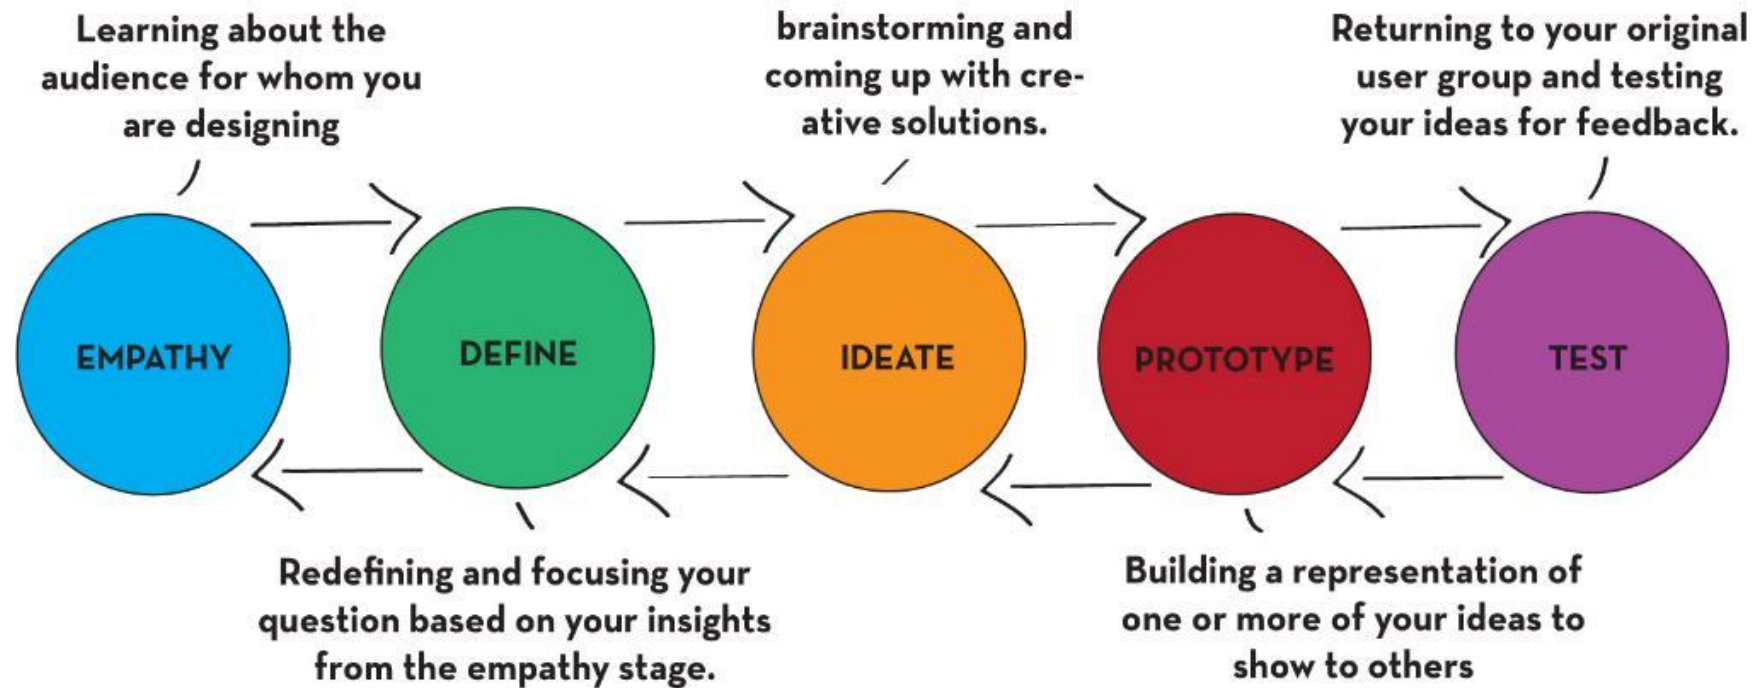 Learning about the
audience for whom you
are designing
brainstorming and
coming up with cre-
ative solutions.
Returning to your original
user group and testing
your ideas for feedback.
EMPATHY
DEFINE
IDEATE
PROTOTYPE
TEST
Redefining and focusing your
question based on your insights
from the empathy stage.
Building a representation of
one or more of your ideas to
show to others